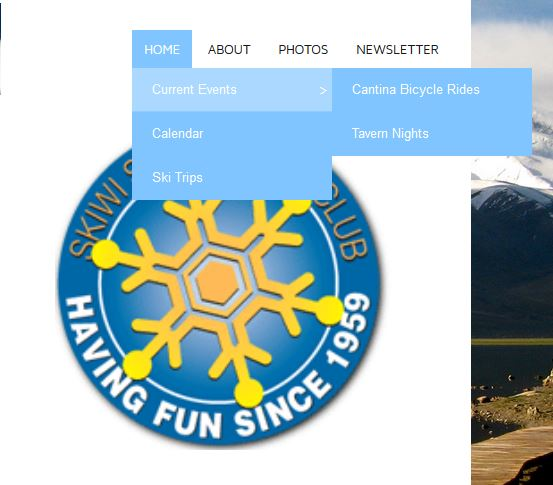 HOME ABOUT PHOTOS NEWSLETTER
Current Events > Cantina Bicycle Rides
Calendar Tavern Nights
Ski Trips
SKIWI CLUB
HAVING FUN SINCE 1959